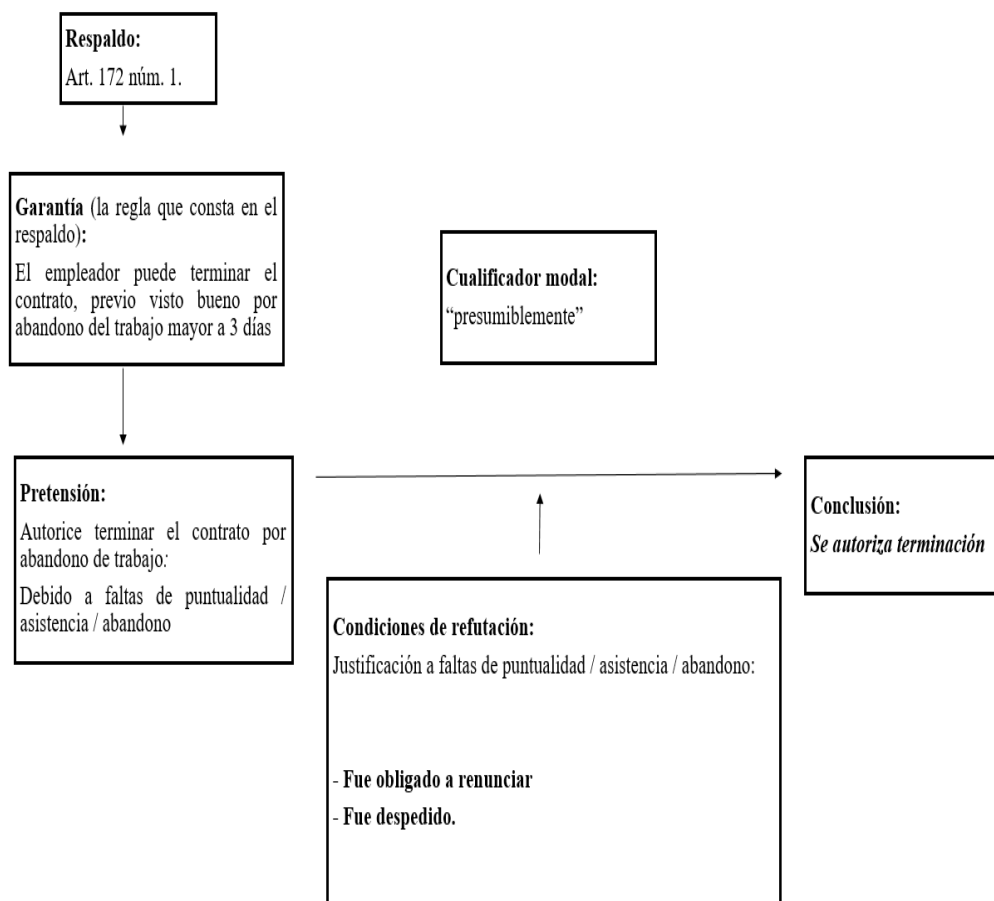 Respaldo:
Art. 172 núm. 1.
Garantía (la regla que consta en el
respaldo):
El empleador puede terminar el
contrato, previo visto bueno por
abandono del trabajo mayor a 3 días
Cualificador modal:
“presumiblemente”
Pretensión:
Autorice terminar el contrato por
abandono de trabajo:
Debido a faltas de puntualidad /
asistencia / abandono
Conclusión:
Se autoriza terminación
Condiciones de refutación:
Justificación a faltas de puntualidad / asistencia / abandono:
- Fue obligado a renunciar
- Fue despedido.